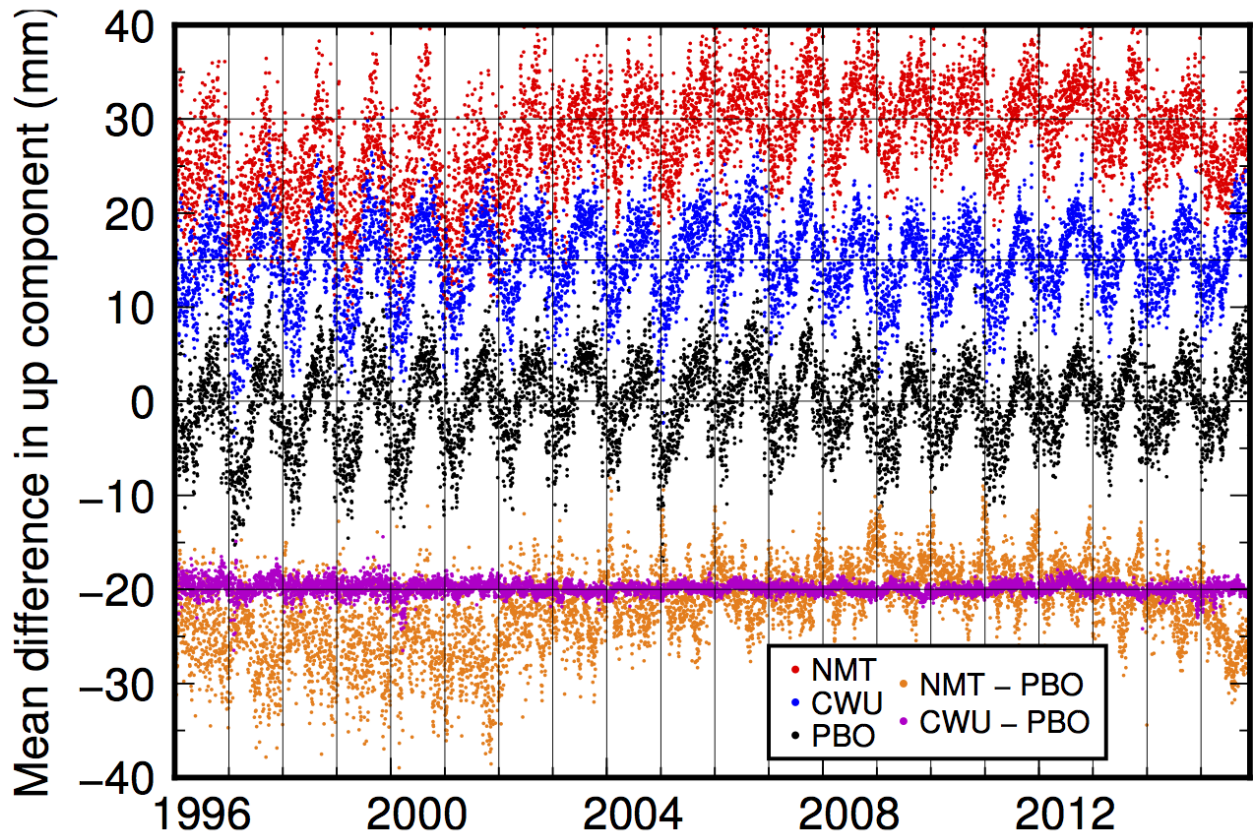 Mean difference in up component (mm)
40
30
20
10
0
−10
−20
−30
−40
NMT
CWU
PBO
NMT − PBO
CWU − PBO
1996 2000 2004 2008 2012